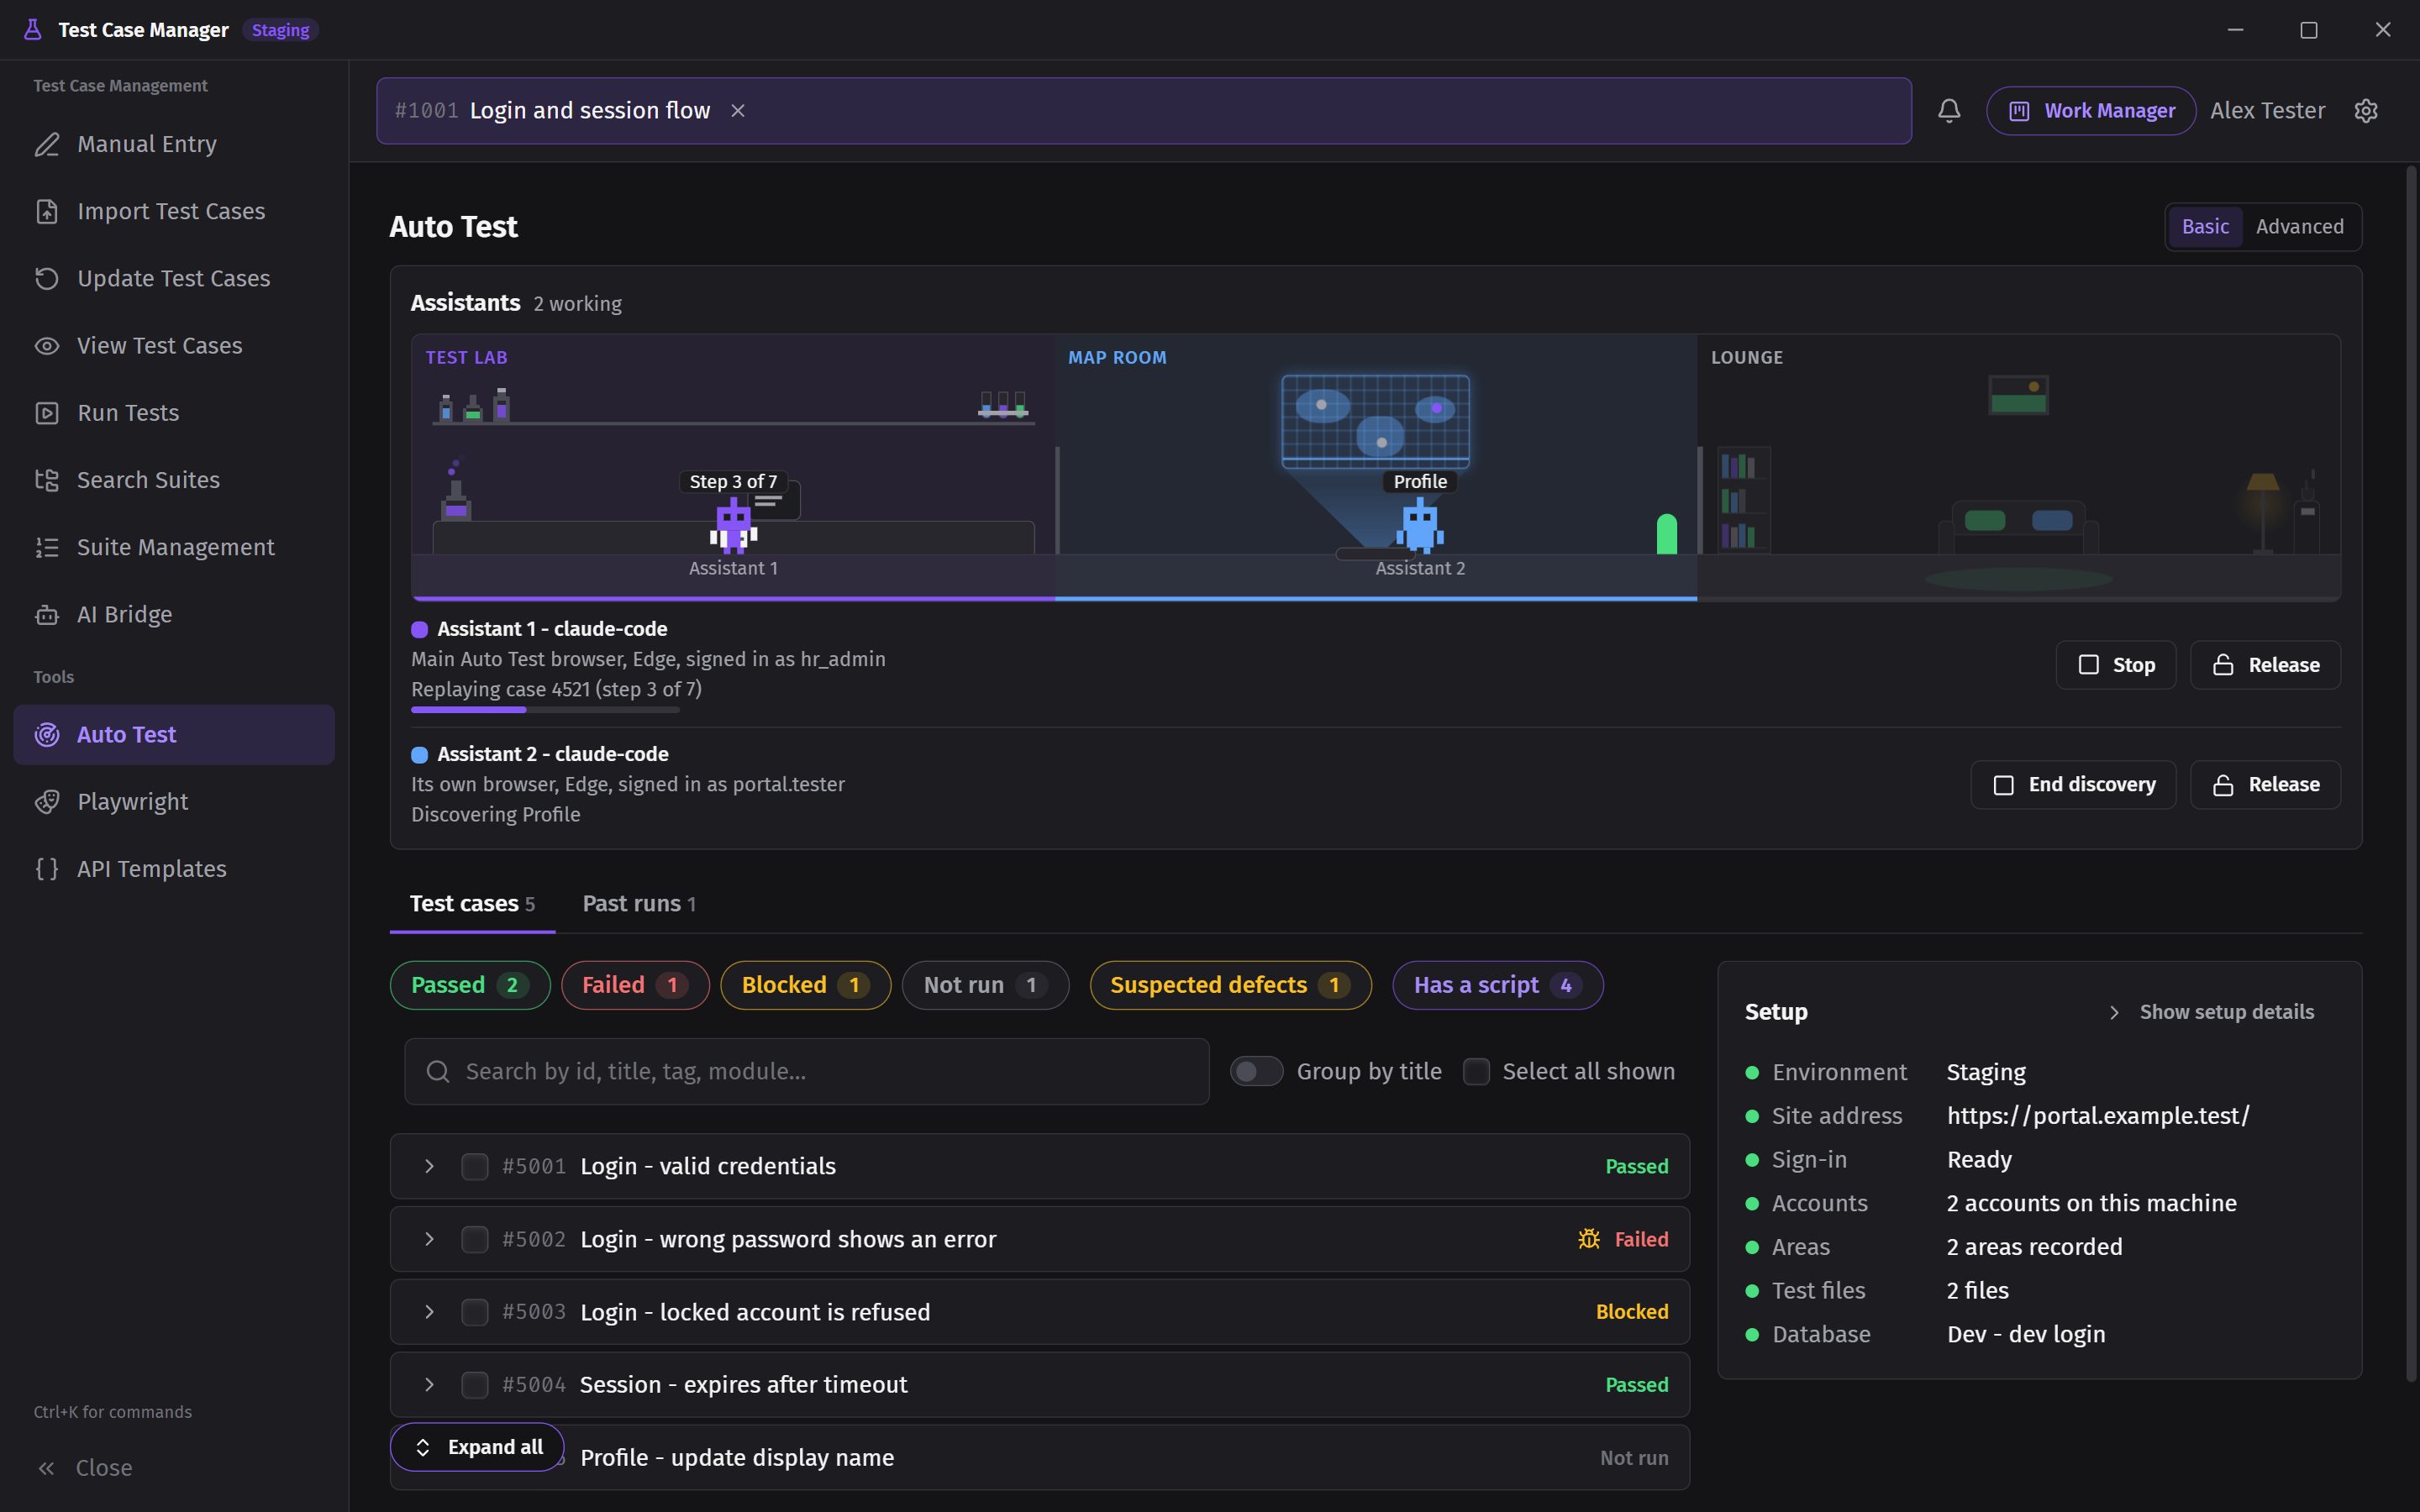 Test Case Manager Staging
Test Case Management
Manual Entry
Import Test Cases
Update Test Cases
View Test Cases
Run Tests
Search Suites
Suite Management
AI Bridge
Tools
Auto Test
Playwright
API Templates
Ctrl+K for commands
Close
#1001 Login and session flow
Work Manager
Alex Tester
Auto Test
Basic Advanced
Assistants 2 working
TEST LAB
Step 3 of 7
Assistant 1
MAP ROOM
Profile
Assistant 2
LOUNGE
Assistant 1 - claude-code
Main Auto Test browser, Edge, signed in as hr_admin
Replaying case 4521 (step 3 of 7)
Stop Release
Assistant 2 - claude-code
Its own browser, Edge, signed in as portal.tester
Discovering Profile
End discovery Release
Test cases 5 Past runs 1
Passed 2 Failed 1 Blocked 1 Not run 1 Suspected defects 1 Has a script 4
Search by id, title, tag, module...
Group by title Select all shown
#5001 Login - valid credentials Passed
#5002 Login - wrong password shows an error Failed
#5003 Login - locked account is refused Blocked
#5004 Session - expires after timeout Passed
Expand all
Profile - update display name Not run
Setup Show setup details
Environment Staging
Site address https://portal.example.test/
Sign-in Ready
Accounts 2 accounts on this machine
Areas 2 areas recorded
Test files 2 files
Database Dev - dev login